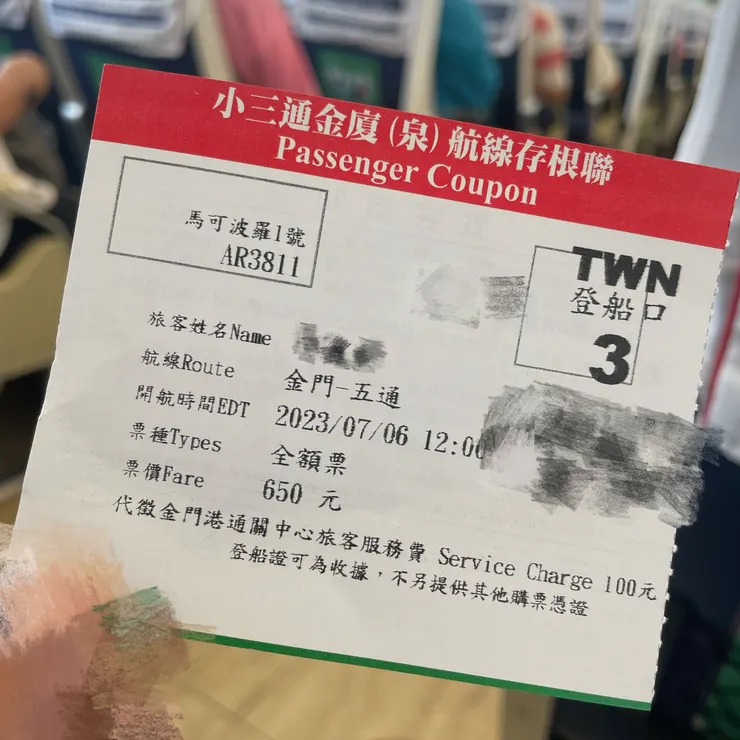 小三通金廈(泉)航線存根聯
Passenger Coupon
馬可波羅1號
AR3811
TWN
登船口
3
旅客姓名Name
航線Route 金門-五通
開航時間EDT 2023/07/06 12:00
票種Types 全額票
票價Fare 650 元
代徵金門港通關中心旅客服務費 Service Charge 100元
登船證可為收據，不另提供其他購票憑證